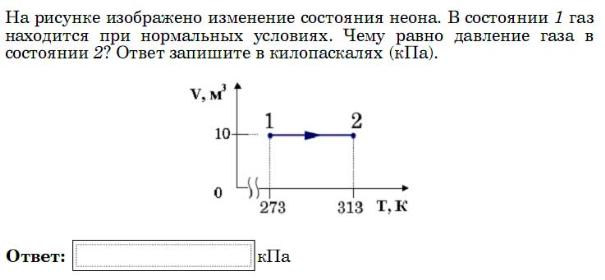 На рисунке изображено изменение состояния неона. В состоянии 1 газ
находится при нормальных условиях. Чему равно давление газа в
состоянии 2? Ответ запишите в килопаскалях (кПа).
V, м³
1 2
10
0
273 313 T, К
Ответ: кПа